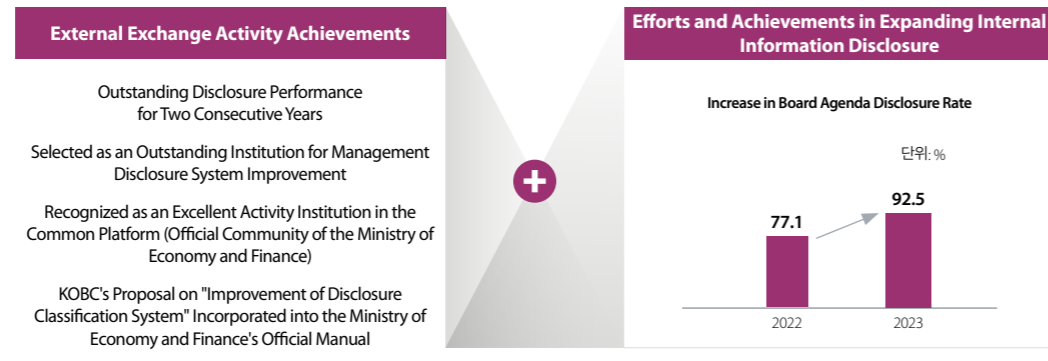 External Exchange Activity Achievements
Outstanding Disclosure Performance
for Two Consecutive Years
Selected as an Outstanding Institution for Management
Disclosure System Improvement
Recognized as an Excellent Activity Institution in the
Common Platform (Official Community of the Ministry of
Economy and Finance)
KOBC's Proposal on "Improvement of Disclosure
Classification System" Incorporated into the Ministry of
Economy and Finance's Official Manual
+
Efforts and Achievements in Expanding Internal
Information Disclosure
Increase in Board Agenda Disclosure Rate
단위: %
77.1
92.5
2022
2023